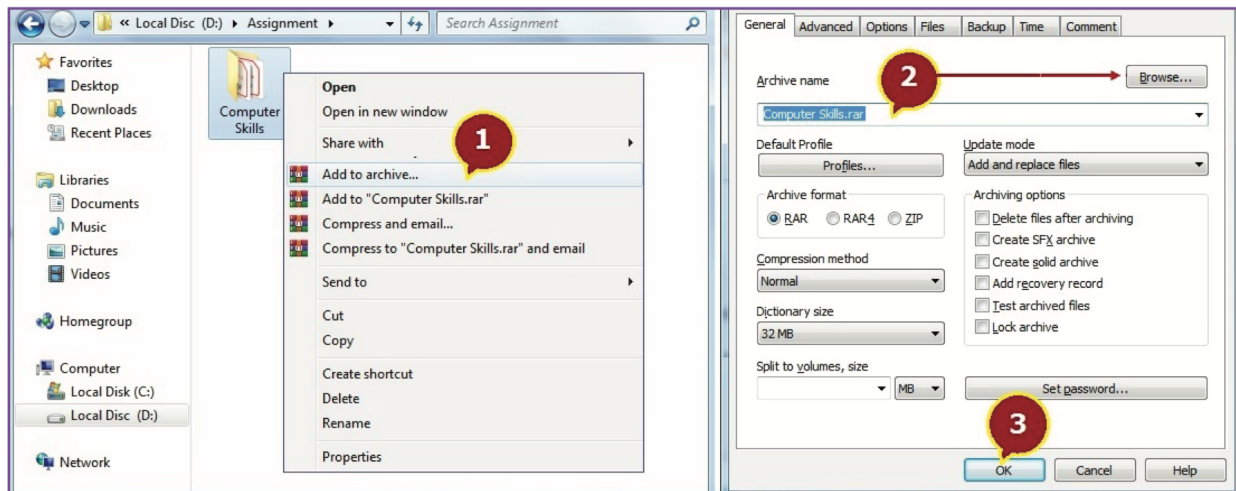 « Local Disc (D:) ▸ Assignment ▸
Search Assignment
Favorites
Desktop
Downloads
Recent Places
Libraries
Documents
Music
Pictures
Videos
Homegroup
Computer
Local Disk (C:)
Local Disc (D:)
Network
Computer
Skills
Open
Open in new window
Share with
1
Add to archive...
Add to "Computer Skills.rar"
Compress and email...
Compress to "Computer Skills.rar" and email
Send to
Cut
Copy
Create shortcut
Delete
Rename
Properties
General Advanced Options Files Backup Time Comment
Archive name
2
Browse...
Computer Skills.rar
Default Profile
Profiles...
Update mode
Add and replace files
Archive format
RAR RAR4 ZIP
Archiving options
Delete files after archiving
Create SFX archive
Create solid archive
Add recovery record
Test archived files
Lock archive
Compression method
Normal
Dictionary size
32 MB
Split to volumes, size
MB
Set password...
3
OK Cancel Help